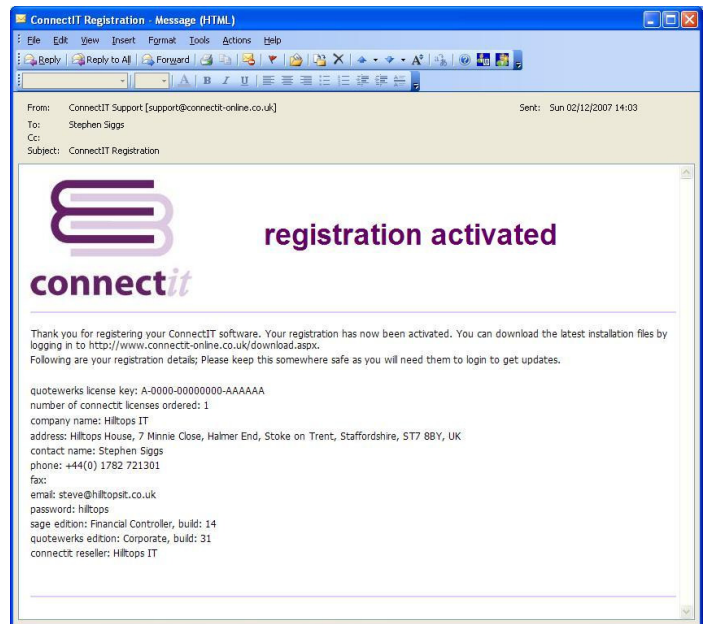 ConnectIT Registration - Message (HTML)
File Edit View Insert Format Tools Actions Help
Reply Reply to All Forward
A B I U
From: ConnectIT Support [support@connectit-online.co.uk] Sent: Sun 02/12/2007 14:03
To: Stephen Siggs
Cc:
Subject: ConnectIT Registration
connectit
registration activated
Thank you for registering your ConnectIT software. Your registration has now been activated. You can download the latest installation files by
logging in to http://www.connectit-online.co.uk/download.aspx.
Following are your registration details; Please keep this somewhere safe as you will need them to login to get updates.
quotewerks license key: A-0000-00000000-AAAAAA
number of connectit licenses ordered: 1
company name: Hilltops IT
address: Hilltops House, 7 Minnie Close, Halmer End, Stoke on Trent, Staffordshire, ST7 8BY, UK
contact name: Stephen Siggs
phone: +44(0) 1782 721301
fax:
email: steve@hilltopsit.co.uk
password: hilltops
sage edition: Financial Controller, build: 14
quotewerks edition: Corporate, build: 31
connectit reseller: Hilltops IT